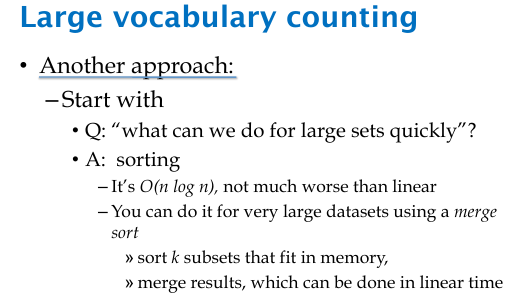 Large vocabulary counting
• Another approach:
–Start with
• Q: “what can we do for large sets quickly”?
• A: sorting
– It’s O(n log n), not much worse than linear
– You can do it for very large datasets using a merge
sort
» sort k subsets that fit in memory,
» merge results, which can be done in linear time